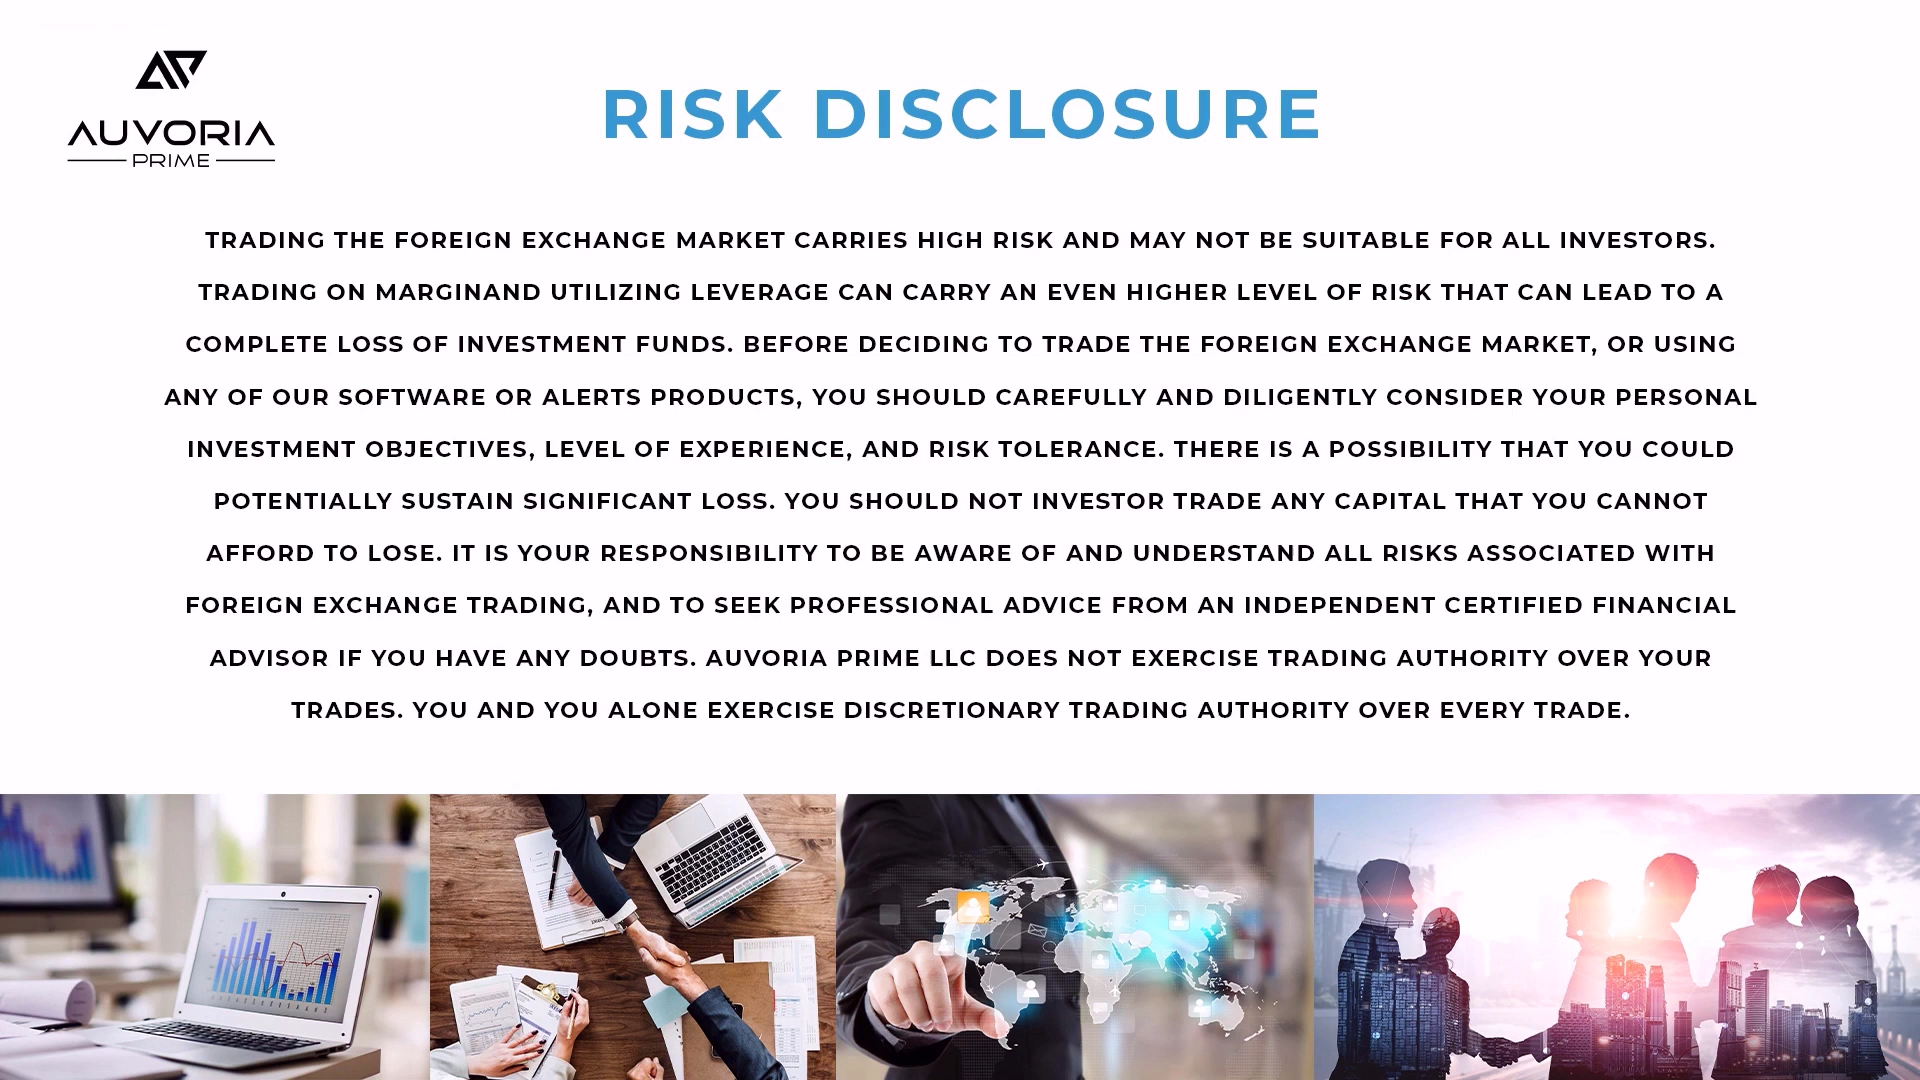 AUVORIA
PRIME
RISK DISCLOSURE
TRADING THE FOREIGN EXCHANGE MARKET CARRIES HIGH RISK AND MAY NOT BE SUITABLE FOR ALL INVESTORS.
TRADING ON MARGINAND UTILIZING LEVERAGE CAN CARRY AN EVEN HIGHER LEVEL OF RISK THAT CAN LEAD TO A
COMPLETE LOSS OF INVESTMENT FUNDS. BEFORE DECIDING TO TRADE THE FOREIGN EXCHANGE MARKET, OR USING
ANY OF OUR SOFTWARE OR ALERTS PRODUCTS, YOU SHOULD CAREFULLY AND DILIGENTLY CONSIDER YOUR PERSONAL
INVESTMENT OBJECTIVES, LEVEL OF EXPERIENCE, AND RISK TOLERANCE. THERE IS A POSSIBILITY THAT YOU COULD
POTENTIALLY SUSTAIN SIGNIFICANT LOSS. YOU SHOULD NOT INVESTOR TRADE ANY CAPITAL THAT YOU CANNOT
AFFORD TO LOSE. IT IS YOUR RESPONSIBILITY TO BE AWARE OF AND UNDERSTAND ALL RISKS ASSOCIATED WITH
FOREIGN EXCHANGE TRADING, AND TO SEEK PROFESSIONAL ADVICE FROM AN INDEPENDENT CERTIFIED FINANCIAL
ADVISOR IF YOU HAVE ANY DOUBTS. AUVORIA PRIME LLC DOES NOT EXERCISE TRADING AUTHORITY OVER YOUR
TRADES. YOU AND YOU ALONE EXERCISE DISCRETIONARY TRADING AUTHORITY OVER EVERY TRADE.